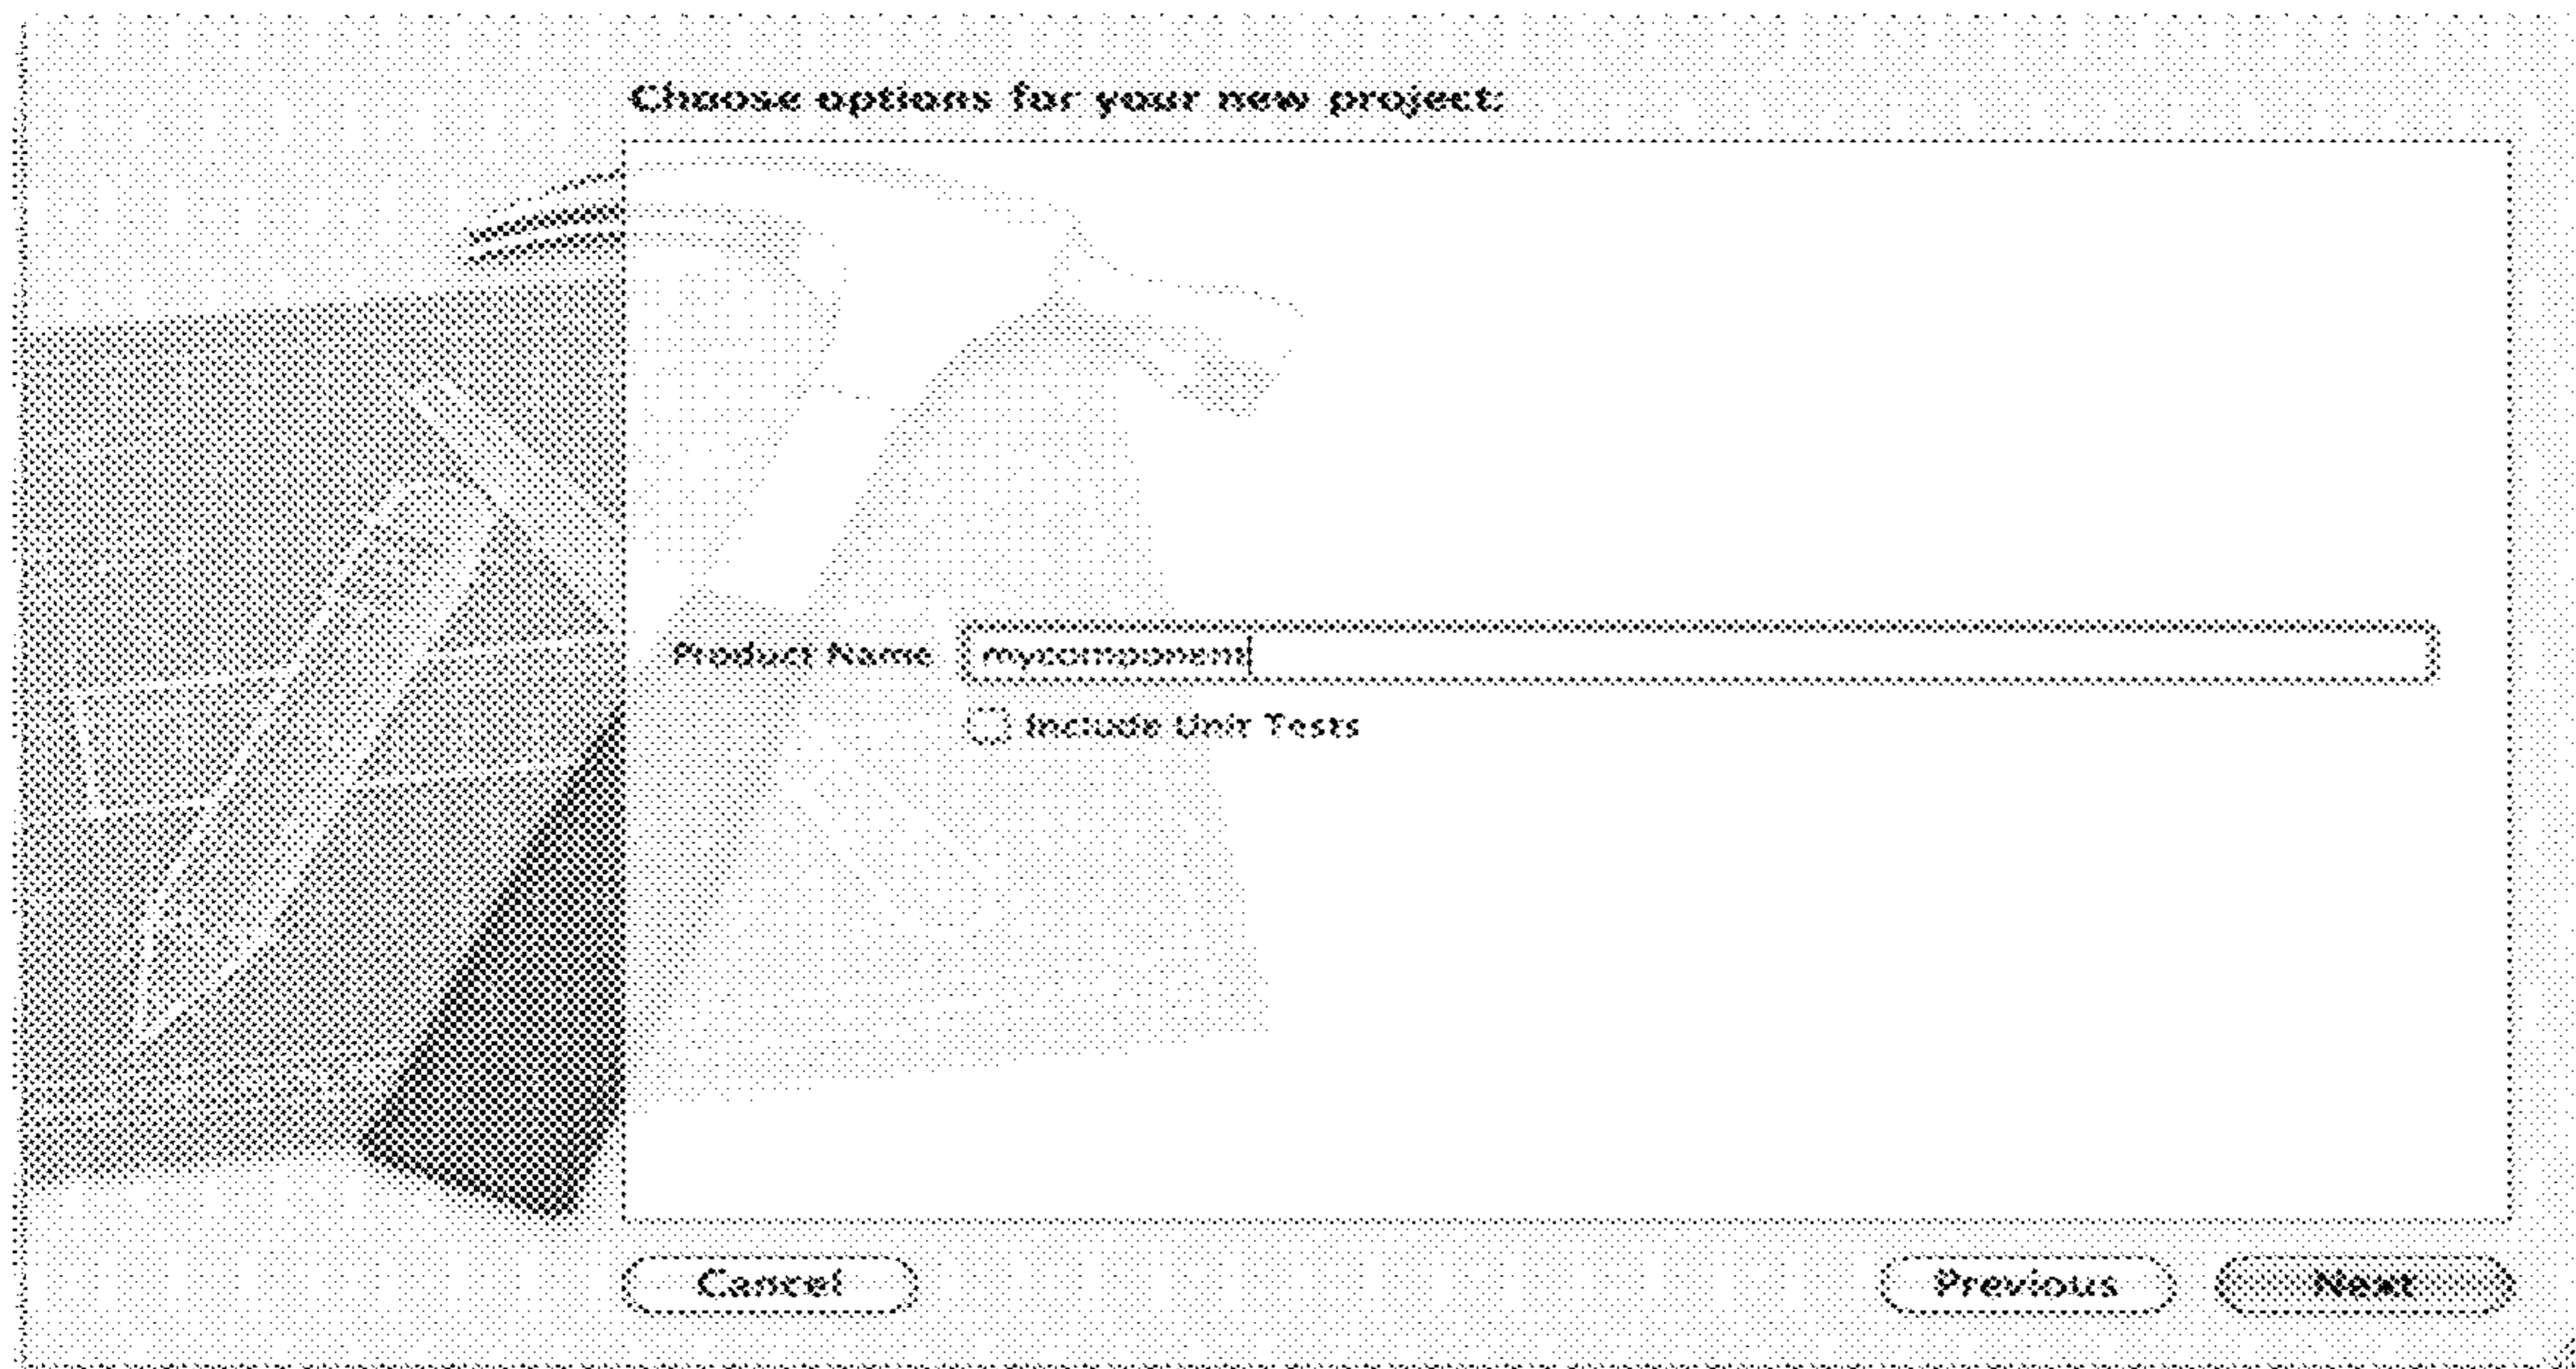 Choose options for your new project:
Product Name mycomponent
Include Unit Tests
Cancel Previous Next